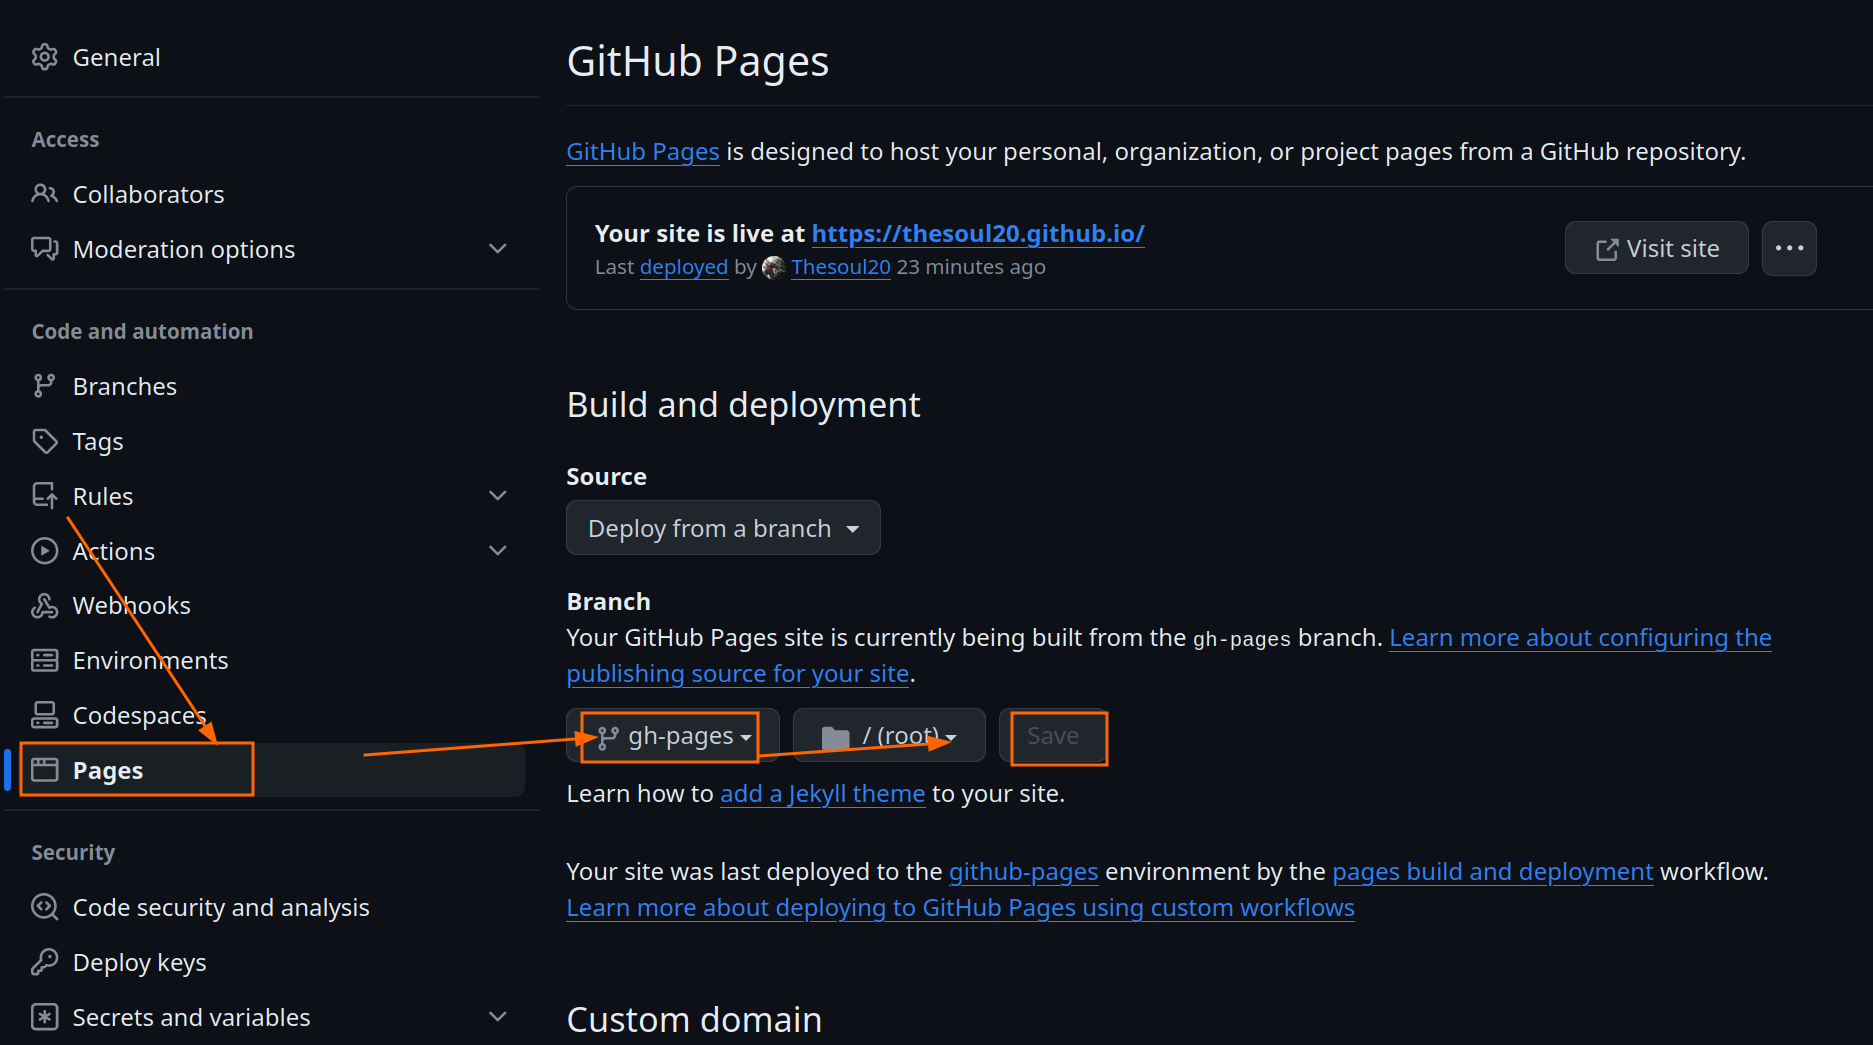 General
Access
Collaborators
Moderation options
Code and automation
Branches
Tags
Rules
Actions
Webhooks
Environments
Codespaces
Pages
Security
Code security and analysis
Deploy keys
Secrets and variables
GitHub Pages
GitHub Pages is designed to host your personal, organization, or project pages from a GitHub repository.
Your site is live at https://thesoul20.github.io/
Last deployed by Thesoul20 23 minutes ago
Visit site
Build and deployment
Source
Deploy from a branch
Branch
Your GitHub Pages site is currently being built from the gh-pages branch. Learn more about configuring the
publishing source for your site.
gh-pages / (root) Save
Learn how to add a Jekyll theme to your site.
Your site was last deployed to the github-pages environment by the pages build and deployment workflow.
Learn more about deploying to GitHub Pages using custom workflows
Custom domain